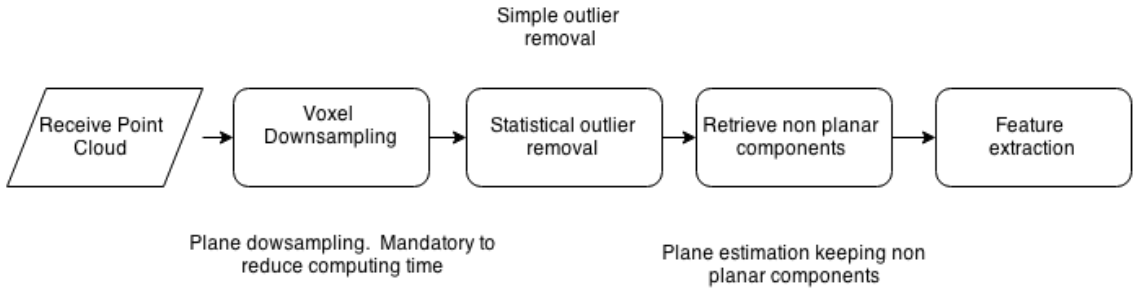 Simple outlier
removal
Receive Point
Cloud
Voxel
Downsampling
Statistical outlier
removal
Retrieve non planar
components
Feature
extraction
Plane dowsampling.  Mandatory to
reduce computing time
Plane estimation keeping non
planar components